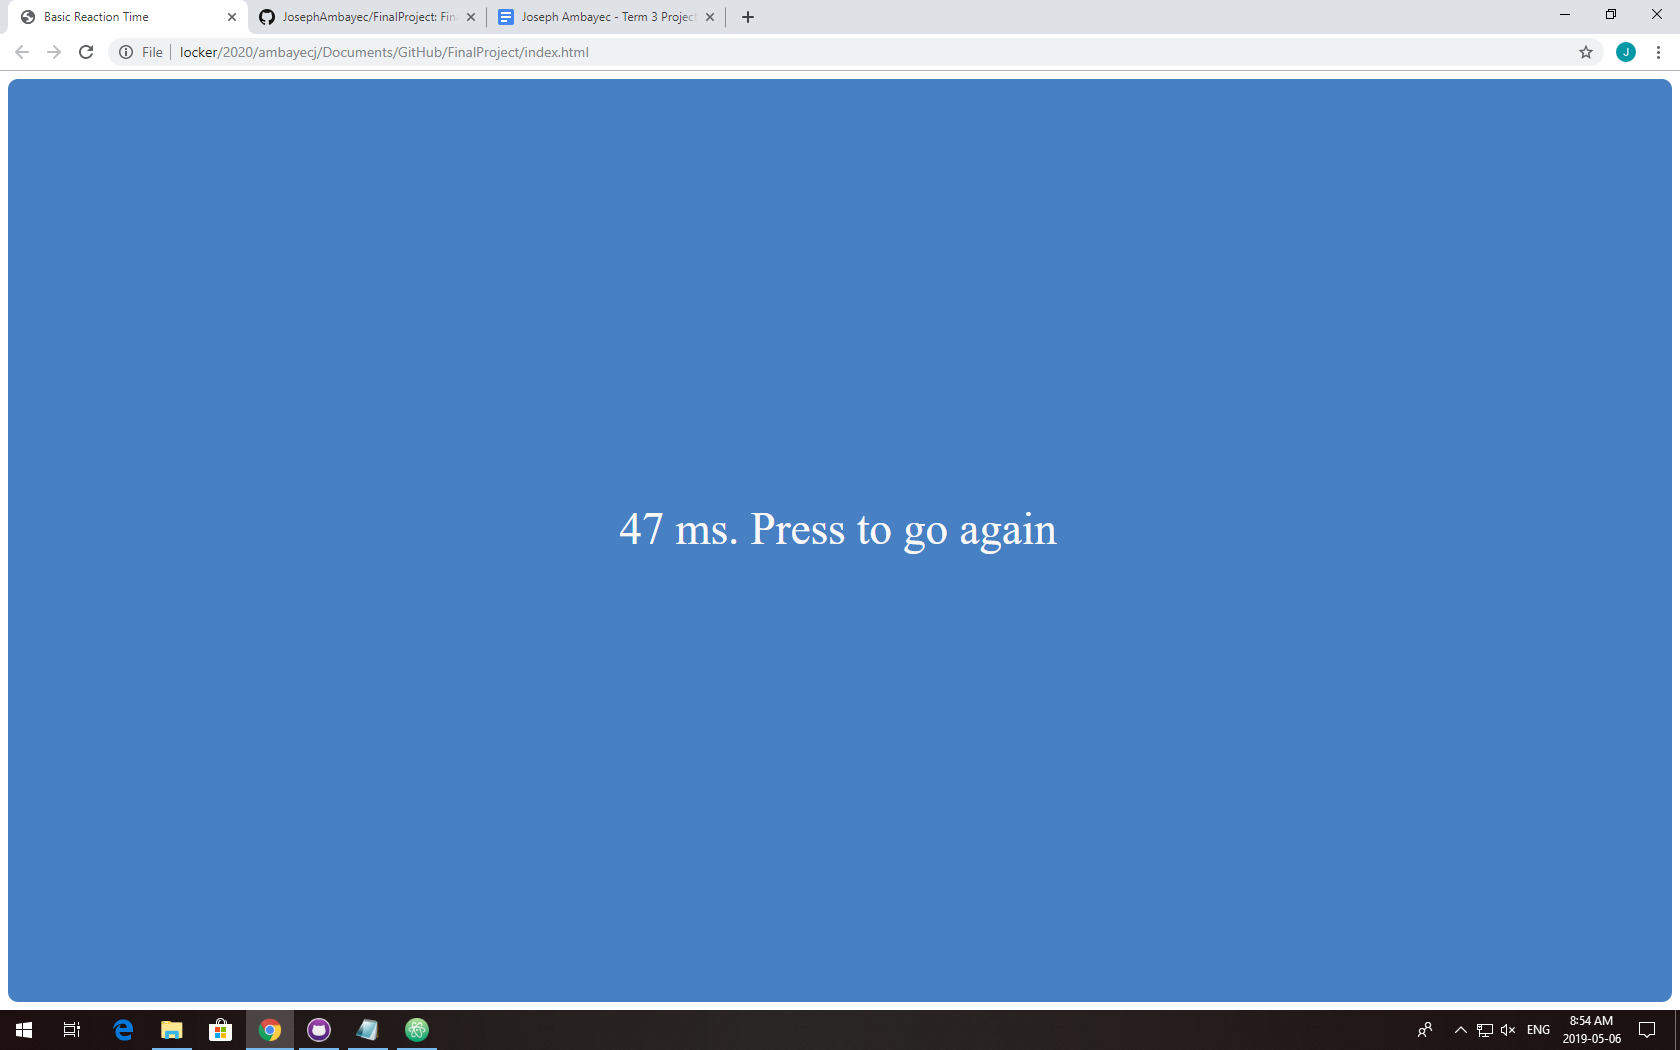 Basic Reaction Time
JosephAmbayec/FinalProject: Fin
Joseph Ambayec - Term 3 Project
File
locker/2020/ambayecj/Documents/GitHub/FinalProject/index.html
J
47 ms. Press to go again
ENG
8:54 AM
2019-05-06